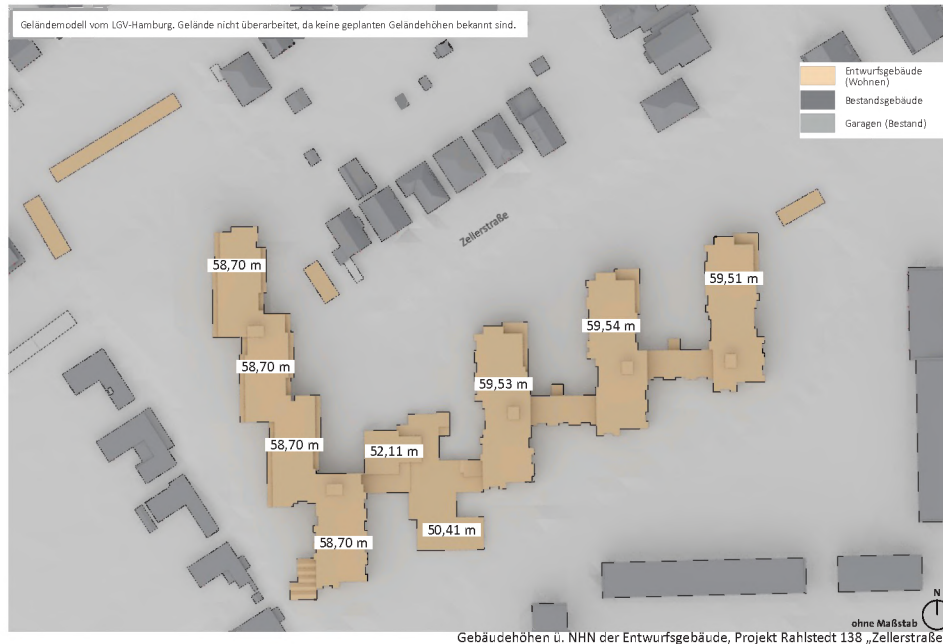 Geländemodell vom LGV-Hamburg. Gelände nicht überarbeitet, da keine geplanten Geländehöhen bekannt sind.
Entwurfsgebäude
(Wohnen)
Bestandsgebäude
Garagen (Bestand)
Zellerstraße
58,70 m
59,51 m
59,54 m
58,70 m
59,53 m
58,70 m
52,11 m
50,41 m
58,70 m
N
ohne Maßstab
Gebäudehöhen ü. NHN der Entwurfsgebäude, Projekt Rahlstedt 138 „Zellerstraße